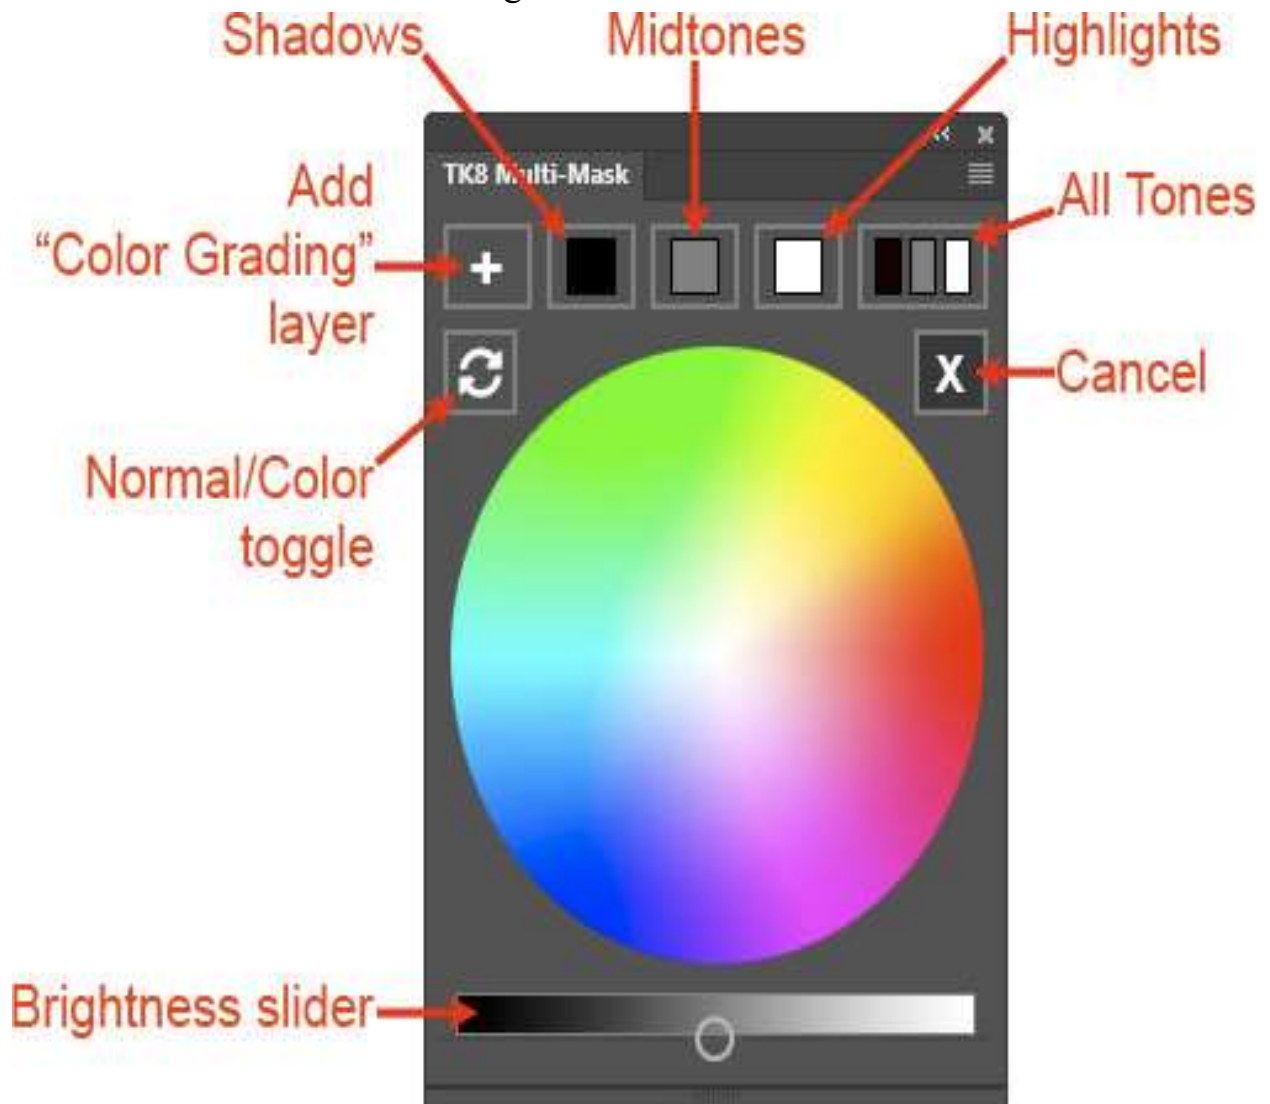 Shadows
Midtones
Highlights
TK8 Multi-Mask
Add
“Color Grading”
layer
All Tones
X
Cancel
Normal/Color
toggle
Brightness slider